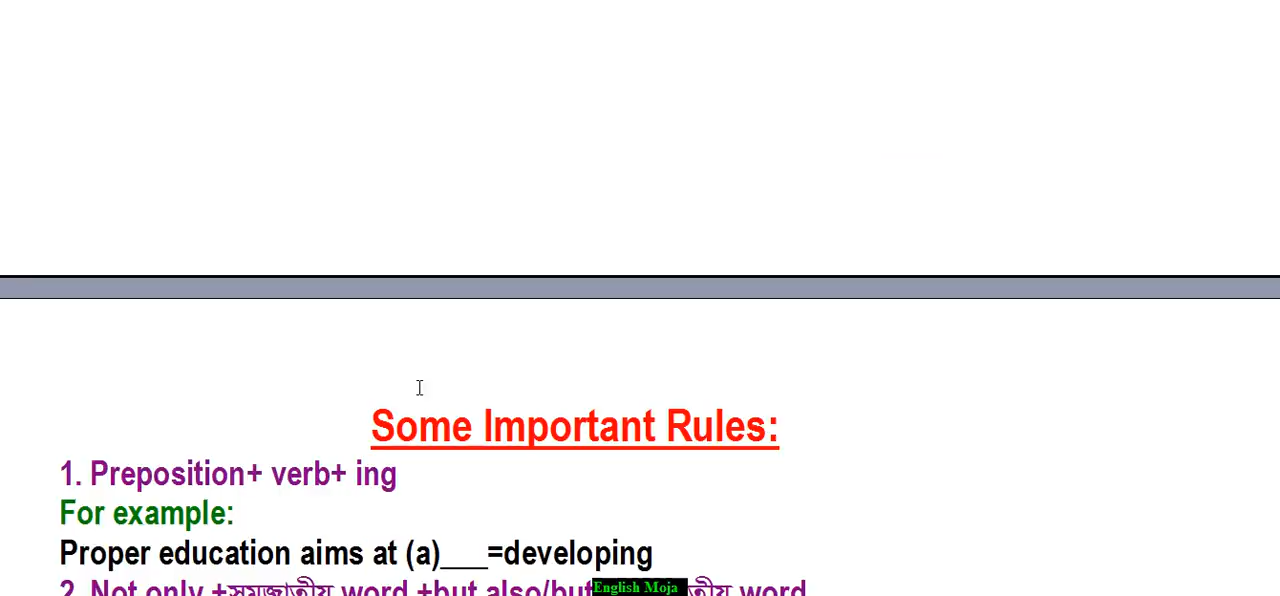 Some Important Rules:
1. Preposition+ verb+ ing
For example:
Proper education aims at (a)___=developing
2. Not only +সমজাতীয় word +but also/but word
English Moja